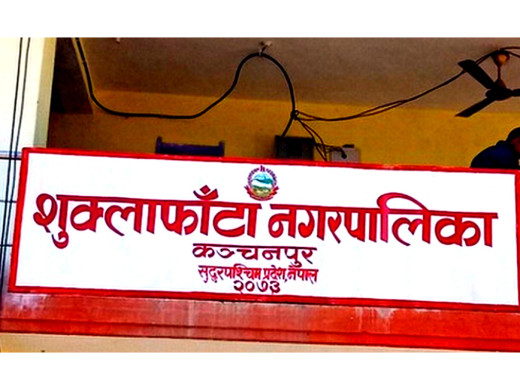 शुक्लाफाँटा नगरपालिका
कञ्चनपुर
सुदुरपश्चिम प्रदेश, नेपाल
२०७३